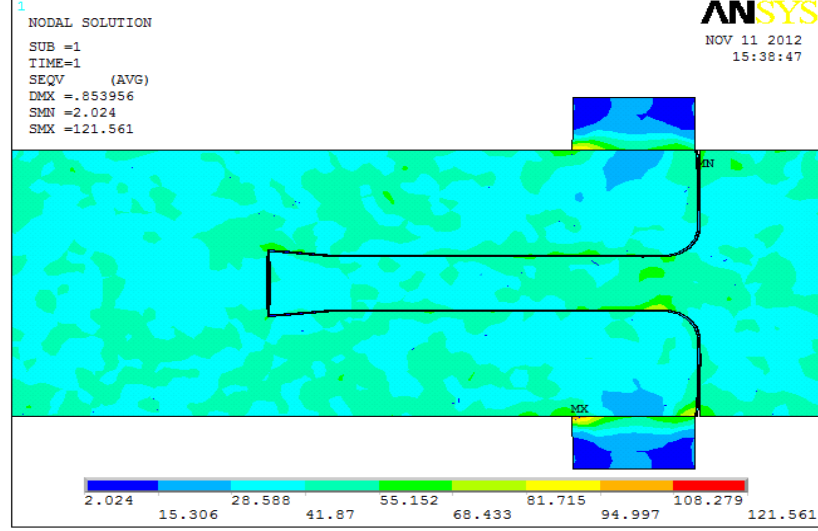 1
NODAL SOLUTION
SUB =1
TIME=1
SEQV (AVG)
DMX =.853956
SMN =2.024
SMX =121.561
ANSYS
NOV 11 2012
15:38:47
MN
MX
2.024 28.588 55.152 81.715 108.279
15.306 41.87 68.433 94.997 121.561